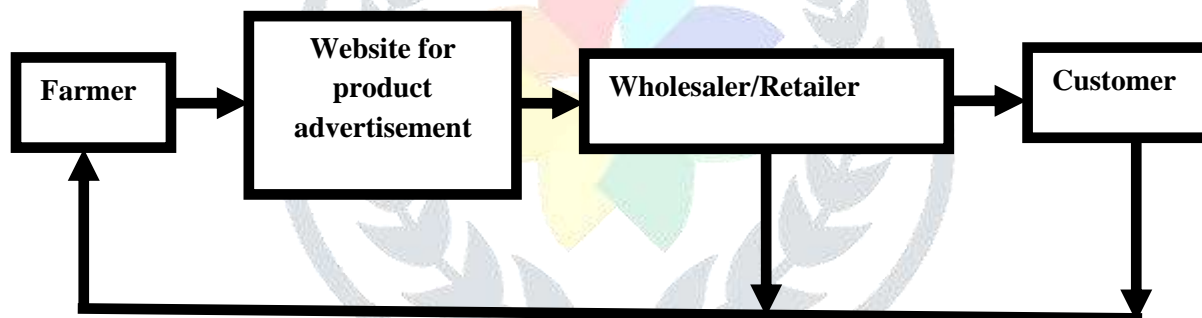 Farmer
Website for
product
advertisement
Wholesaler/Retailer
Customer